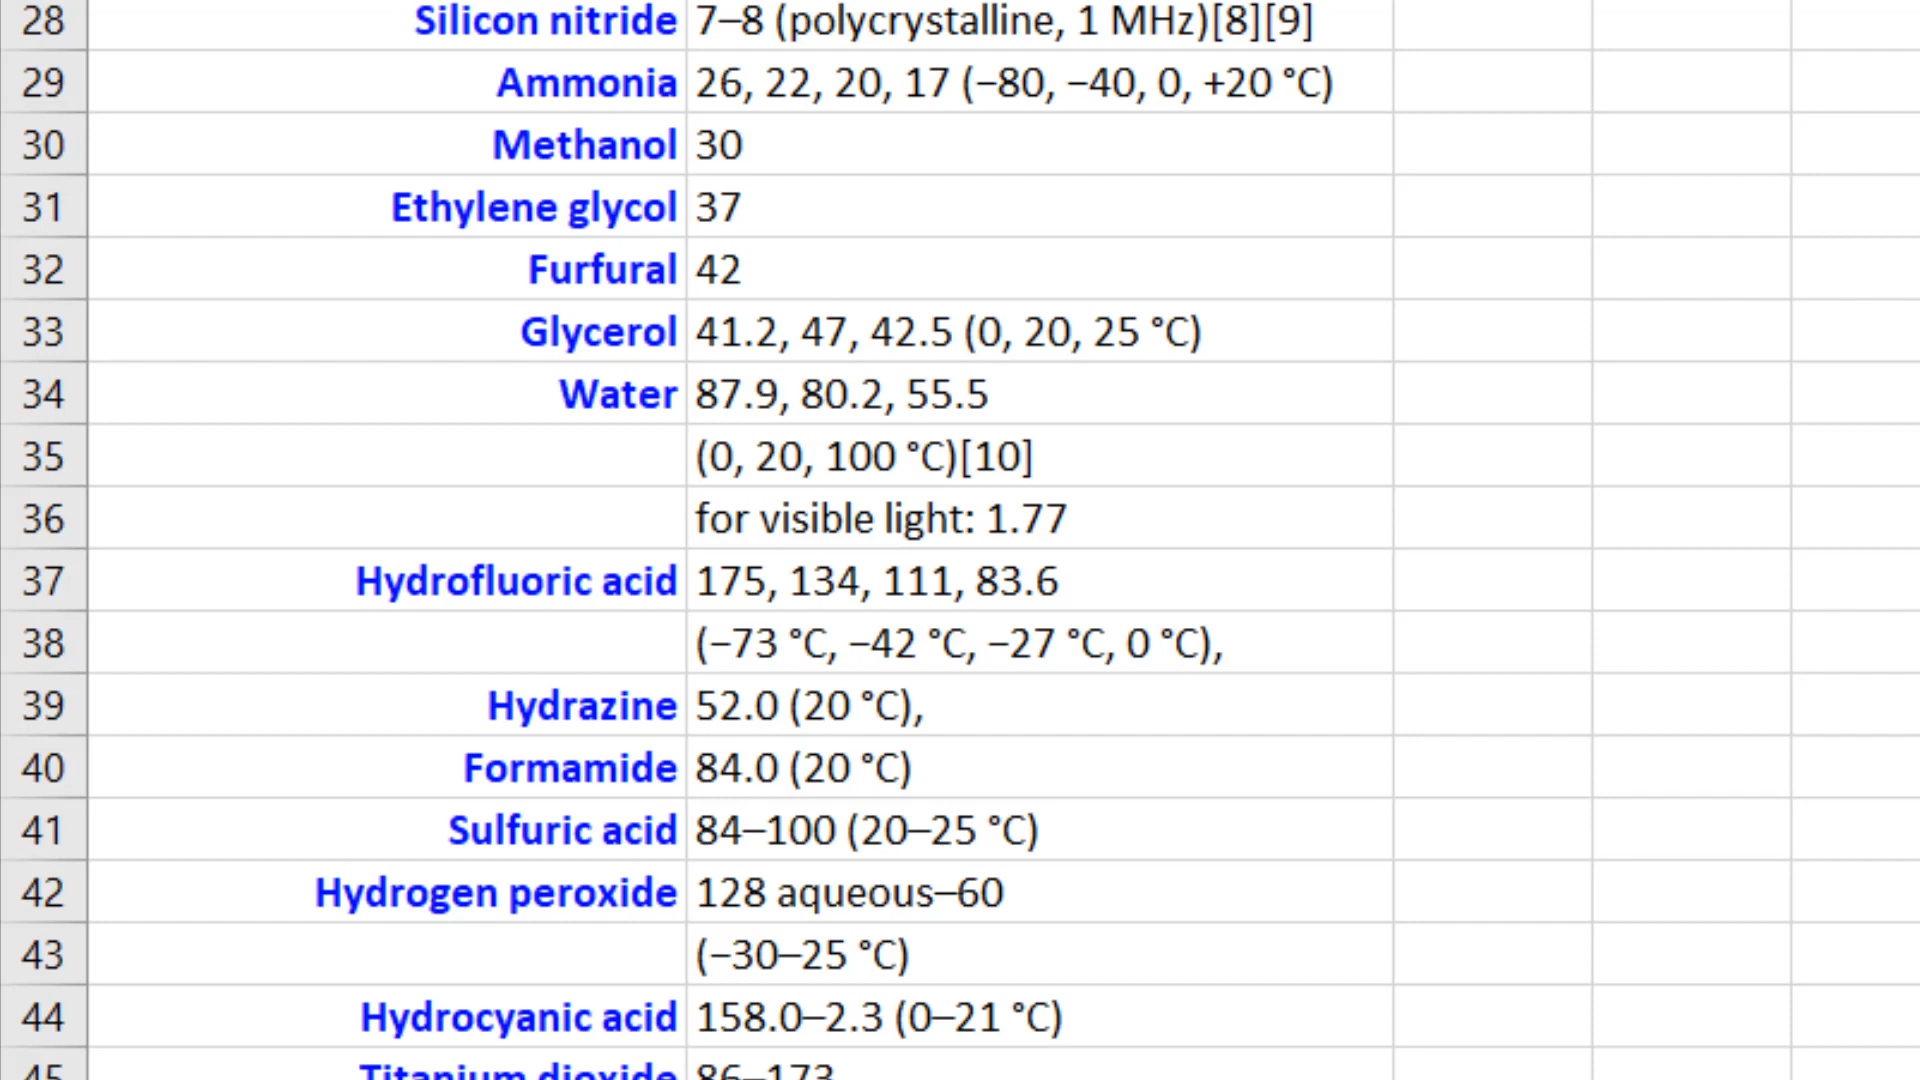 28 Silicon nitride 7–8 (polycrystalline, 1 MHz)[8][9]
29 Ammonia 26, 22, 20, 17 (−80, −40, 0, +20 °C)
30 Methanol 30
31 Ethylene glycol 37
32 Furfural 42
33 Glycerol 41.2, 47, 42.5 (0, 20, 25 °C)
34 Water 87.9, 80.2, 55.5
35 (0, 20, 100 °C)[10]
36 for visible light: 1.77
37 Hydrofluoric acid 175, 134, 111, 83.6
38 (−73 °C, −42 °C, −27 °C, 0 °C),
39 Hydrazine 52.0 (20 °C),
40 Formamide 84.0 (20 °C)
41 Sulfuric acid 84–100 (20–25 °C)
42 Hydrogen peroxide 128 aqueous–60
43 (−30–25 °C)
44 Hydrocyanic acid 158.0–2.3 (0–21 °C)
45 Titanium dioxide 86–173